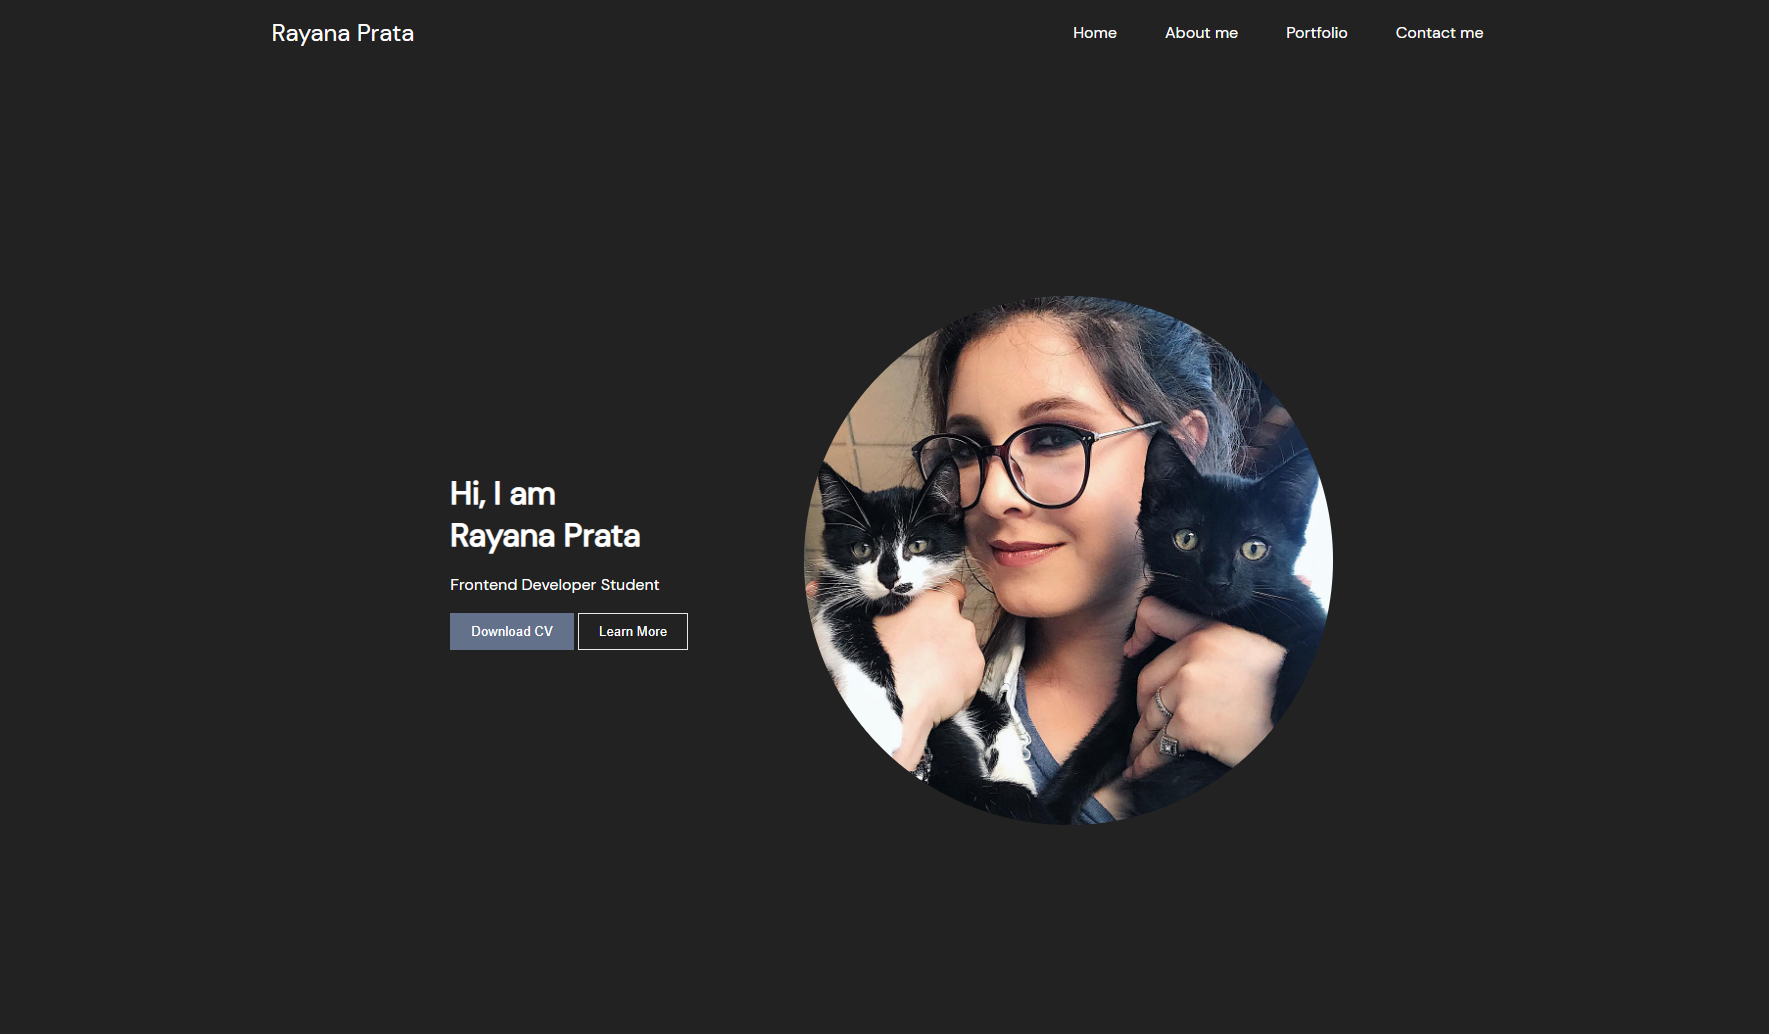 Rayana Prata
Home
About me
Portfolio
Contact me
Hi, I am
Rayana Prata
Frontend Developer Student
Download CV
Learn More